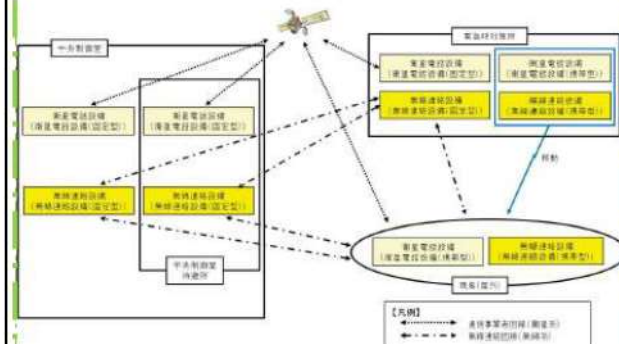 中央制御室
衛星電話設備
(衛星電話設備(固定型))
衛星電話設備
(衛星電話設備(固定型))
無線連絡設備
(無線連絡設備(固定型))
無線連絡設備
(無線連絡設備(固定型))
中央制御室
待避所
緊急時対策所
衛星電話設備
(衛星電話設備(固定型))
衛星電話設備
(衛星電話設備(携帯型))
無線連絡設備
(無線連絡設備(固定型))
無線連絡設備
(無線連絡設備(携帯型))
移動
衛星電話設備
(衛星電話設備(携帯型))
無線連絡設備
(無線連絡設備(携帯型))
現場(屋外)
【凡例】
通信事業者回線(衛星系)
無線通信回線(無線系)